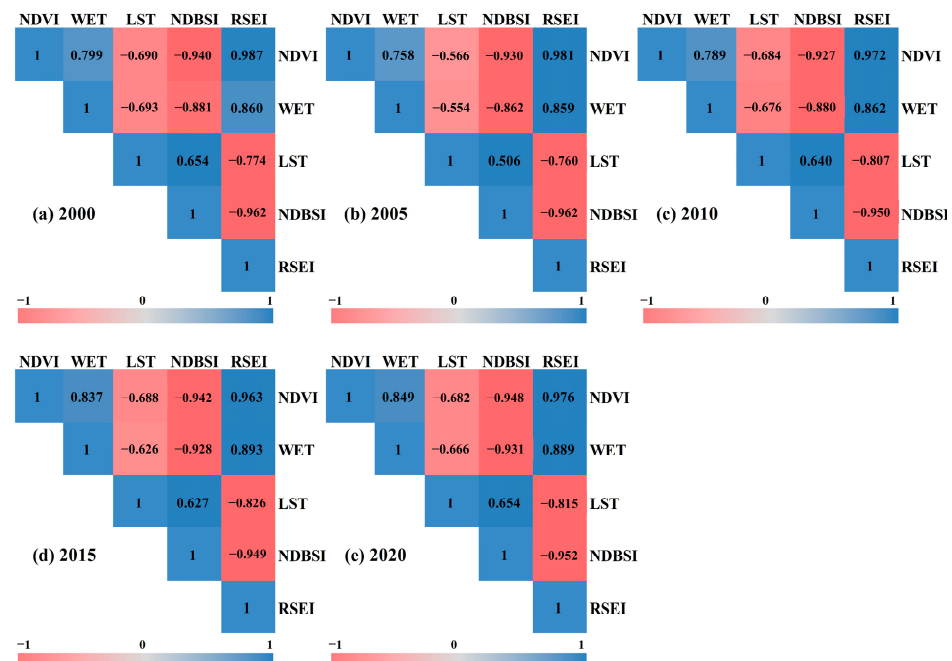 NDVI WET LST NDBSI RSEI
1 0.799 −0.690 −0.940 0.987 NDVI
1 −0.693 −0.881 0.860 WET
1 0.654 −0.774 LST
(a) 2000 1 −0.962 NDBSI
1 RSEI
−1 0 1
NDVI WET LST NDBSI RSEI
1 0.758 −0.566 −0.930 0.981 NDVI
1 −0.554 −0.862 0.859 WET
1 0.506 −0.760 LST
(b) 2005 1 −0.962 NDBSI
1 RSEI
−1 0 1
NDVI WET LST NDBSI RSEI
1 0.789 −0.684 −0.927 0.972 NDVI
1 −0.676 −0.880 0.862 WET
1 0.640 −0.807 LST
(c) 2010 1 −0.950 NDBSI
1 RSEI
−1 0 1
NDVI WET LST NDBSI RSEI
1 0.837 −0.688 −0.942 0.963 NDVI
1 −0.626 −0.928 0.893 WET
1 0.627 −0.826 LST
(d) 2015 1 −0.949 NDBSI
1 RSEI
−1 0 1
NDVI WET LST NDBSI RSEI
1 0.849 −0.682 −0.948 0.976 NDVI
1 −0.666 −0.931 0.889 WET
1 0.654 −0.815 LST
(e) 2020 1 −0.952 NDBSI
1 RSEI
−1 0 1